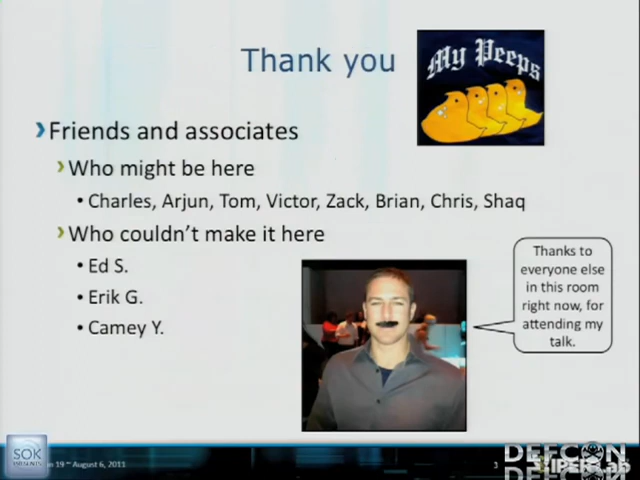 Thank you
My Peeps
Friends and associates
Who might be here
• Charles, Arjun, Tom, Victor, Zack, Brian, Chris, Shaq
Who couldn't make it here
• Ed S.
• Erik G.
• Camey Y.
Thanks to
everyone else
in this room
right now, for
attending my
talk.
SOK
19 ~ August 6, 2011
3
DEFCON